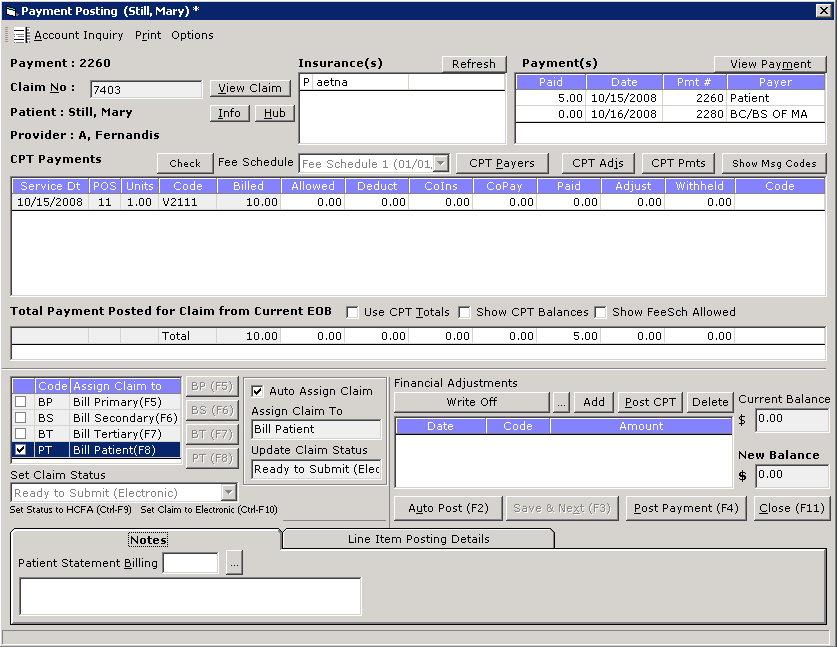 Payment Posting (Still, Mary) *
Account Inquiry Print Options
Payment : 2260 Insurance(s) Refresh Payment(s) View Payment
Claim No : 7403 View Claim P aetna Paid Date Pmt # Payer
5.00 10/15/2008 2260 Patient
Patient : Still, Mary Info Hub 0.00 10/16/2008 2280 BC/BS OF MA
Provider : A, Fernandis
CPT Payments Check Fee Schedule Fee Schedule 1 (01/01, CPT Payers CPT Adjs CPT Pmts Show Msg Codes
Service Dt POS Units Code Billed Allowed Deduct CoIns CoPay Paid Adjust Withheld Code
10/15/2008 11 1.00 V2111 10.00 0.00 0.00 0.00 0.00 0.00 0.00 0.00
Total Payment Posted for Claim from Current EOB Use CPT Totals Show CPT Balances Show FeeSch Allowed
Total 10.00 0.00 0.00 0.00 0.00 5.00 0.00 0.00
Code Assign Claim to BP (F5) Auto Assign Claim Financial Adjustments
BP Bill Primary(F5) BS (F6) Assign Claim To Write Off ... Add Post CPT Delete Current Balance
BS Bill Secondary(F6) BT (F7) Bill Patient Date Code Amount $ 0.00
BT Bill Tertiary(F7) PT (F8) Update Claim Status
PT Bill Patient(F8) Ready to Submit (Elec New Balance
Set Claim Status $ 0.00
Ready to Submit (Electronic)
Set Status to HCFA (Ctrl-F9) Set Claim to Electronic (Ctrl-F10) Auto Post (F2) Save & Next (F3) Post Payment (F4) Close (F11)
Notes Line Item Posting Details
Patient Statement Billing ...